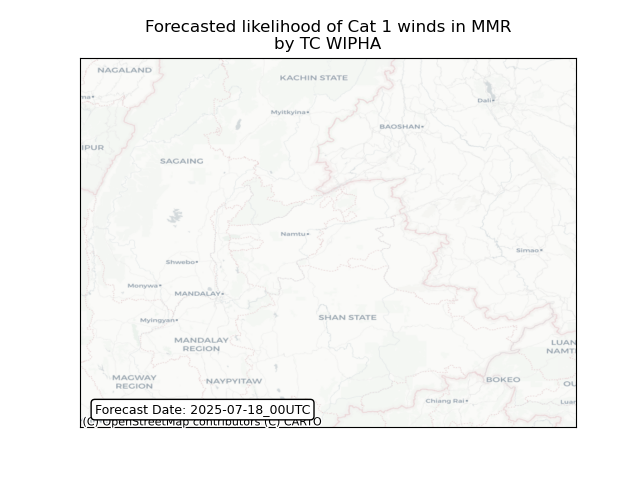 Forecasted likelihood of Cat 1 winds in MMR
by TC WIPHA
NAGALAND
KACHIN STATE
Dali
Myitkyina
BAOSHAN
IPUR
SAGAING
Namtu
Simao
Shwebo
Monywa
MANDALAY
Myingyan
SHAN STATE
MANDALAY
REGION
LUAN
NAMT
MAGWAY
REGION
NAYPYITAW
BOKEO
OU
Chiang Rai
Luan
Forecast Date: 2025-07-18_00UTC
(C) OpenStreetMap contributors (C) CARTO